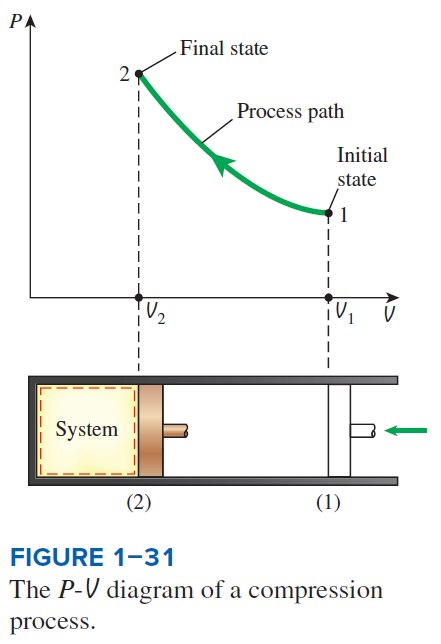 P
Final state
2
Process path
Initial
state
1
V₂
V₁
V
System
(2)
(1)
FIGURE 1–31
The P-V diagram of a compression
process.